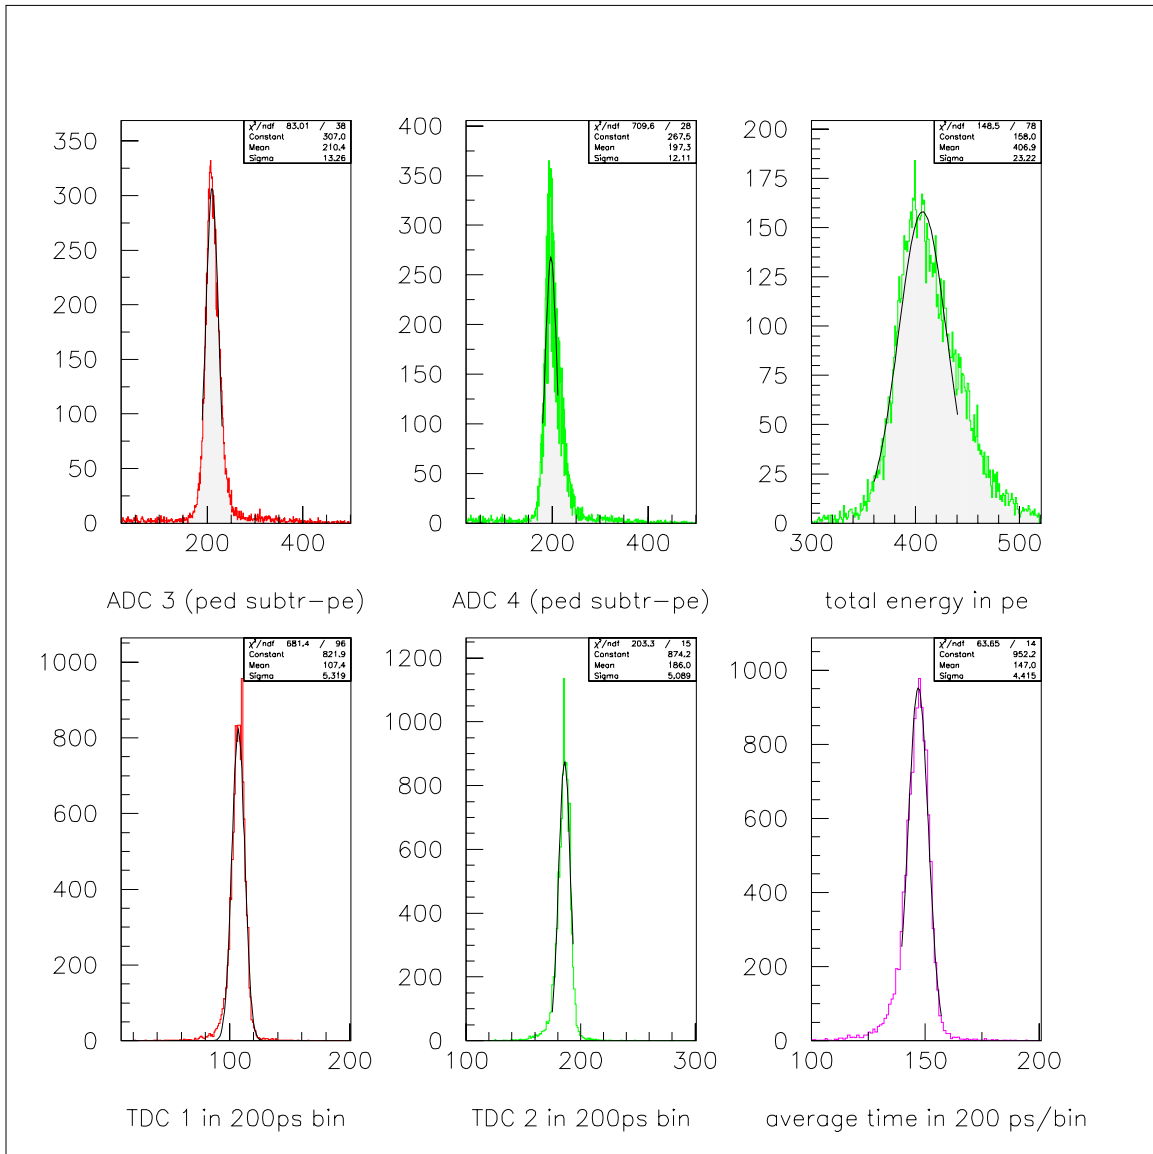 χ²/ndf 83.01 / 38
Constant 307.0
Mean 210.4
Sigma 13.26
350
300
250
200
150
100
50
0
200 400
ADC 3 (ped subtr-pe)
χ²/ndf 709.6 / 28
Constant 267.5
Mean 197.3
Sigma 12.11
400
350
300
250
200
150
100
50
0
200 400
ADC 4 (ped subtr-pe)
χ²/ndf 148.5 / 78
Constant 158.0
Mean 406.9
Sigma 23.22
200
175
150
125
100
75
50
25
0
300 400 500
total energy in pe
χ²/ndf 681.4 / 96
Constant 821.9
Mean 107.4
Sigma 5.319
1000
800
600
400
200
0
100 200
TDC 1 in 200ps bin
χ²/ndf 203.3 / 15
Constant 874.2
Mean 186.0
Sigma 5.089
1200
1000
800
600
400
200
0
100 200 300
TDC 2 in 200ps bin
χ²/ndf 63.65 / 14
Constant 952.2
Mean 147.0
Sigma 4.415
1000
800
600
400
200
0
100 150 200
average time in 200 ps/bin